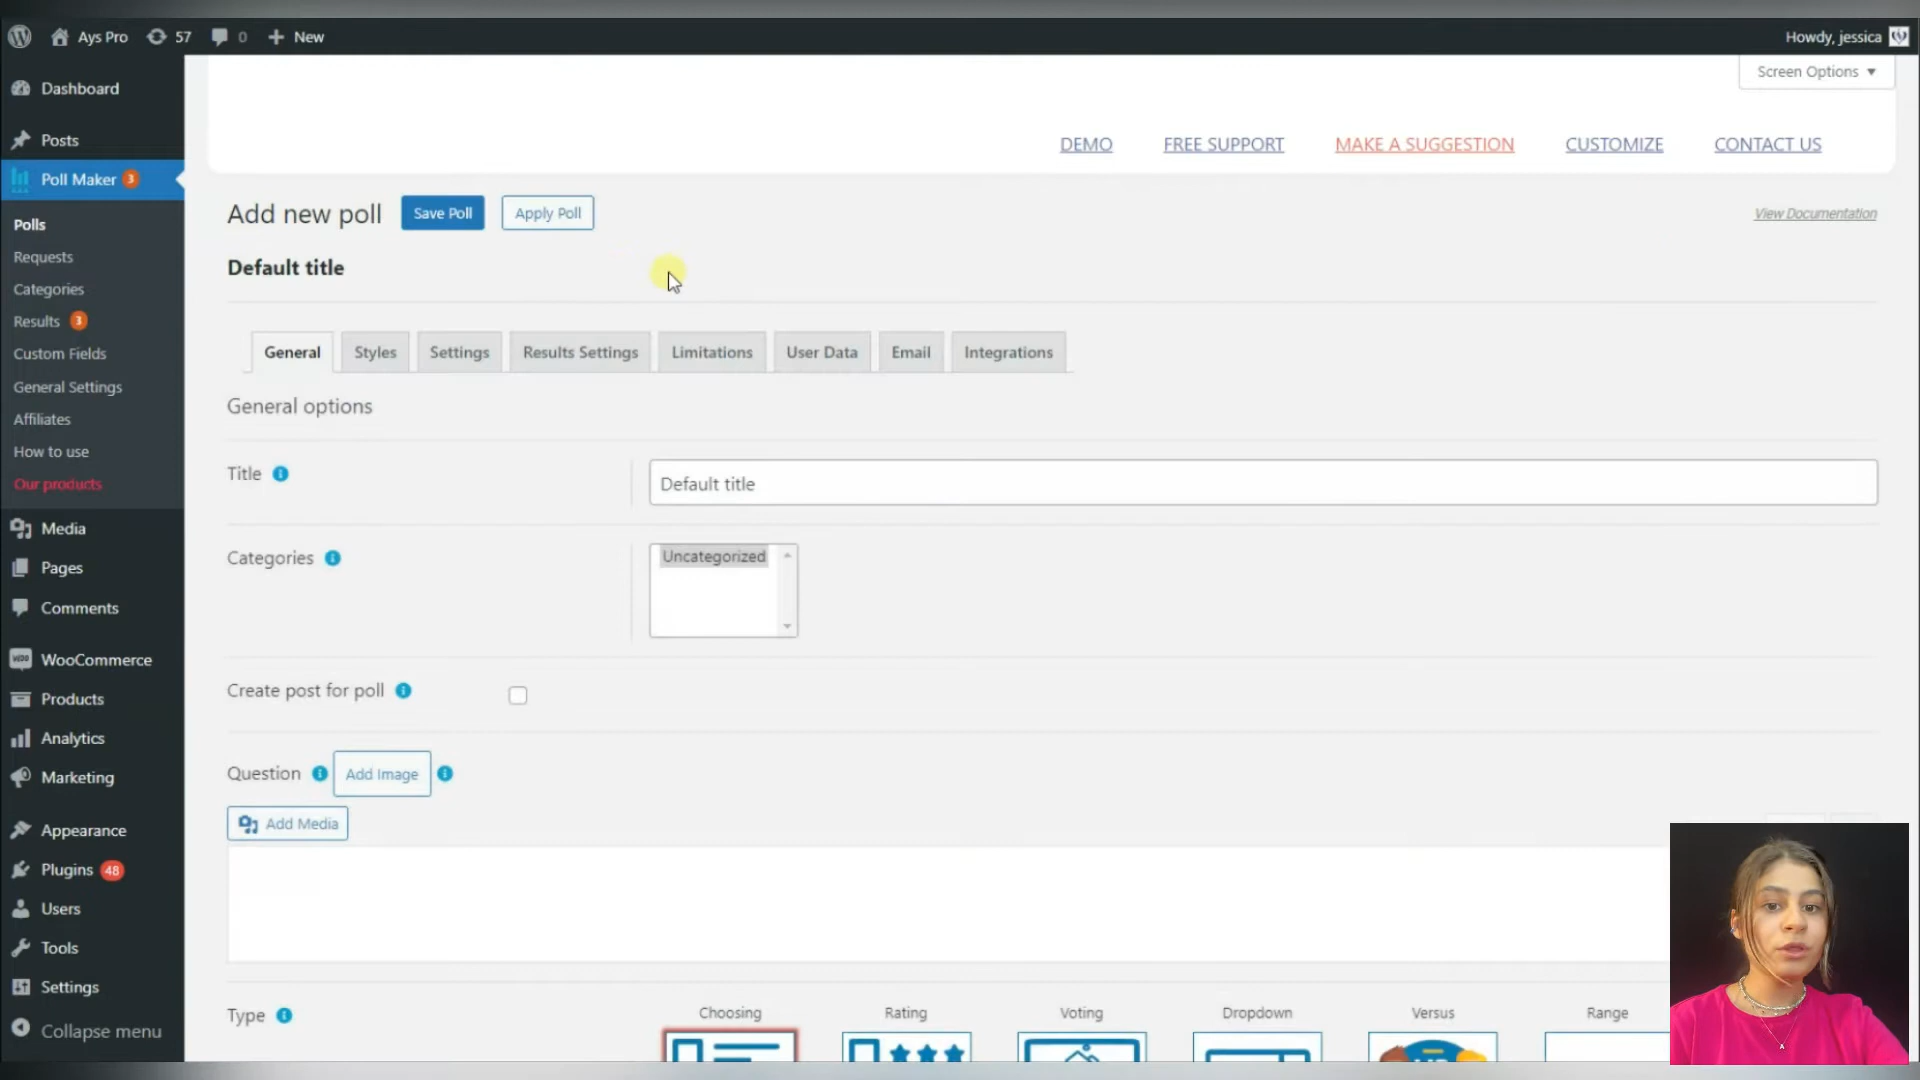 Ays Pro 57 0 New Howdy, jessica
Screen Options
DEMO FREE SUPPORT MAKE A SUGGESTION CUSTOMIZE CONTACT US
Dashboard
Posts
Poll Maker 3
Polls
Requests
Categories
Results 3
Custom Fields
General Settings
Affiliates
How to use
Our products
Media
Pages
Comments
WooCommerce
Products
Analytics
Marketing
Appearance
Plugins 48
Users
Tools
Settings
Collapse menu
Add new poll Save Poll Apply Poll View Documentation
Default title
General Styles Settings Results Settings Limitations User Data Email Integrations
General options
Title Default title
Categories Uncategorized
Create post for poll
Question Add Image
Add Media
Type Choosing Rating Voting Dropdown Versus Range